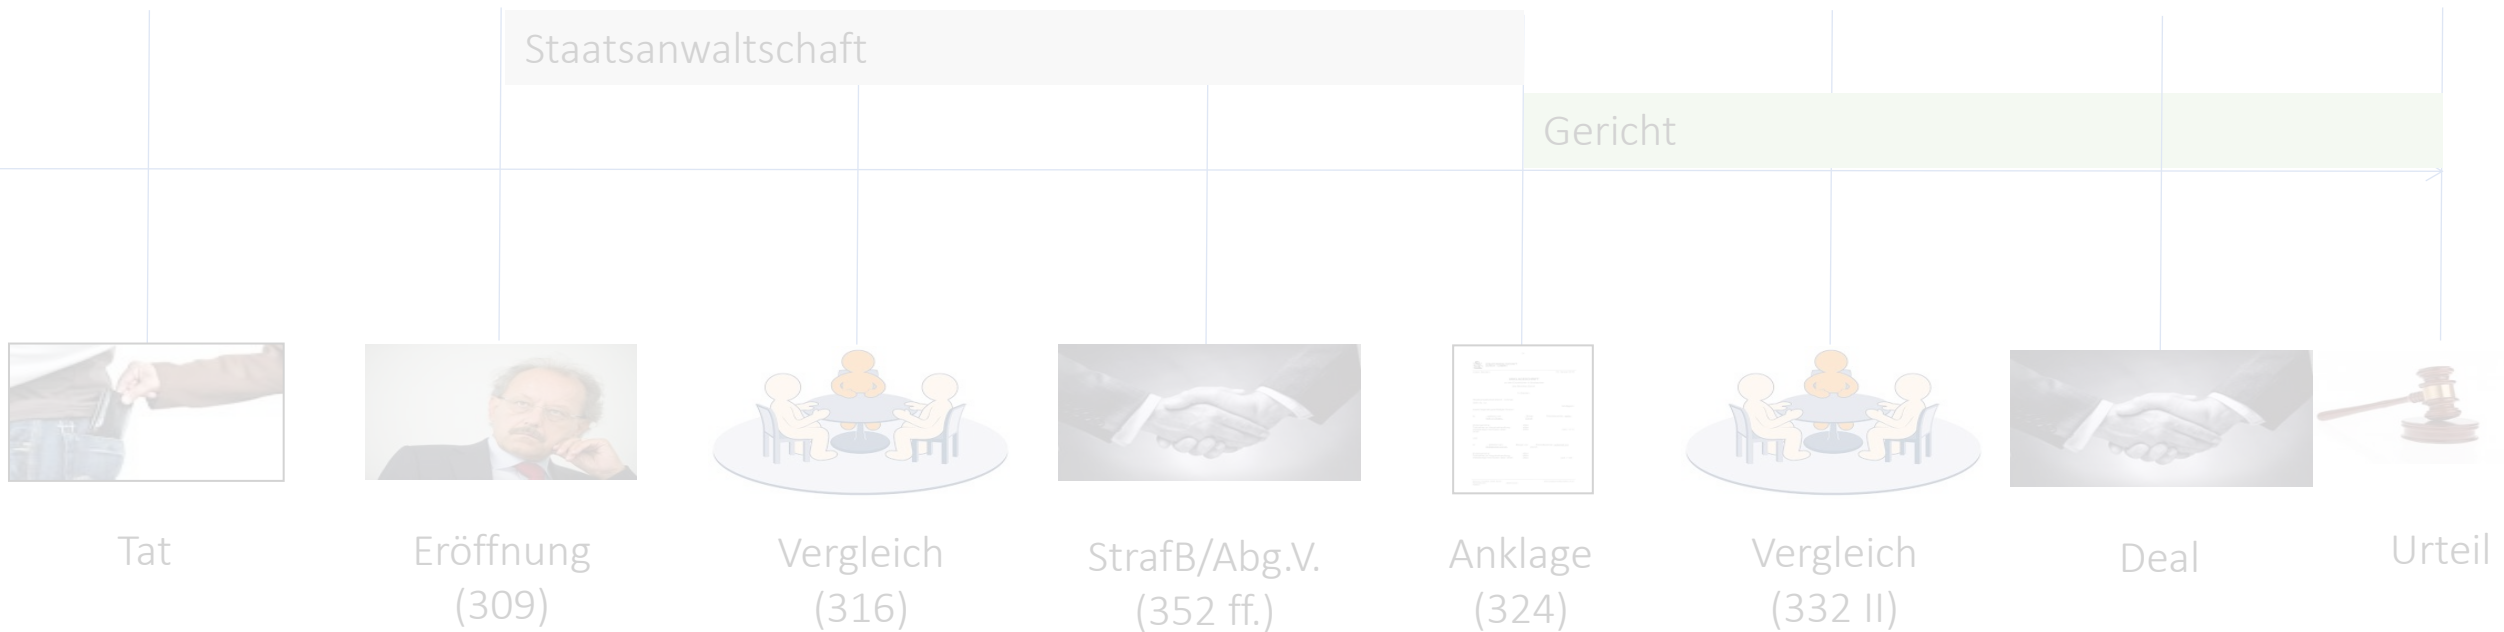 Staatsanwaltschaft
Gericht
Tat
Eröffnung
(309)
Vergleich
(316)
StrafB/Abg.V.
(352 ff.)
Anklage
(324)
Vergleich
(332 II)
Deal
Urteil